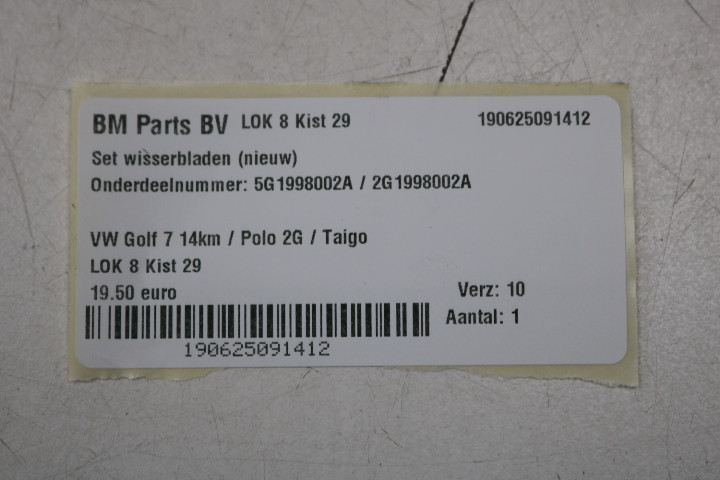 BM Parts BV LOK 8 Kist 29 190625091412
Set wisserbladen (nieuw)
Onderdeelnummer: 5G1998002A / 2G1998002A
VW Golf 7 14km / Polo 2G / Taigo
LOK 8 Kist 29
19.50 euro Verz: 10
Aantal: 1
190625091412